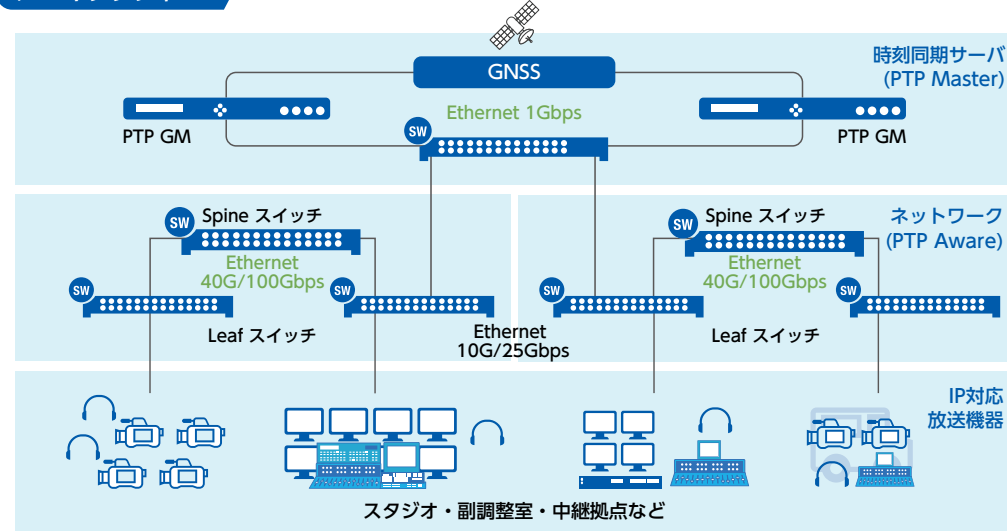 GNSS
時刻同期サーバ
(PTP Master)
PTP GM
Ethernet 1Gbps
SW
PTP GM
SW
Spine スイッチ
Ethernet
40G/100Gbps
SW
SW
Leaf スイッチ
Ethernet
10G/25Gbps
SW
Spine スイッチ
Ethernet
40G/100Gbps
SW
SW
Leaf スイッチ
ネットワーク
(PTP Aware)
IP対応
放送機器
スタジオ・副調整室・中継拠点など